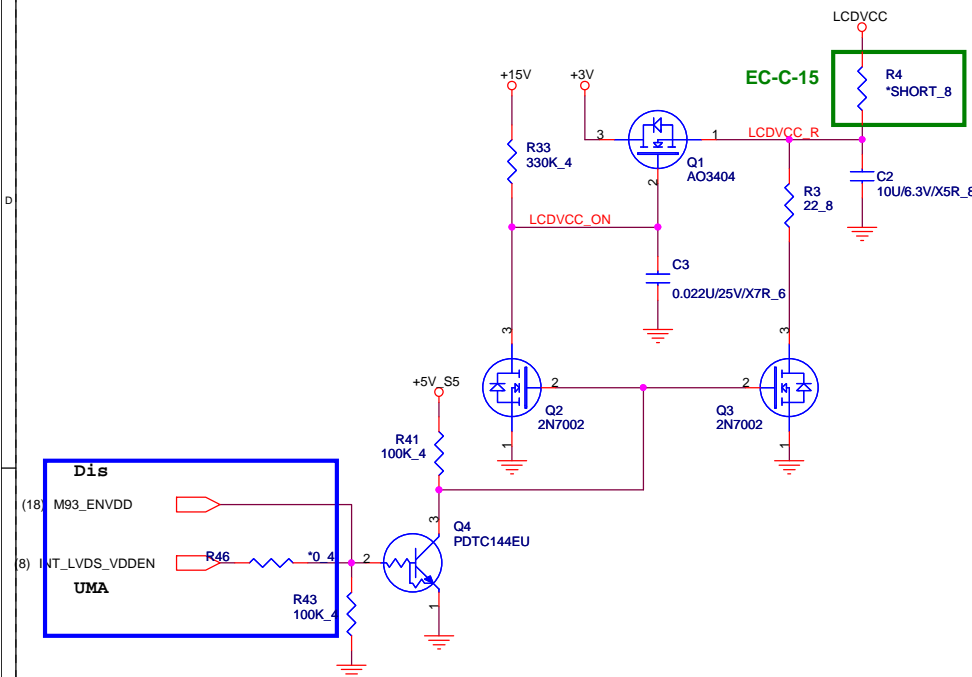 LCDVCC
EC-C-15
R4
*SHORT_8
+15V
+3V
3
1
LCDVCC_R
R33
330K_4
Q1
AO3404
2
C2
10U/6.3V/X5R_8
R3
22_8
D
LCDVCC_ON
C3
0.022U/25V/X7R_6
3
3
+5V_S5
2
2
Q2
2N7002
Q3
2N7002
1
1
R41
100K_4
Dis
(18) M93_ENVDD
3
Q4
PDTC144EU
(8) INT_LVDS_VDDEN
R46
*0_4
2
UMA
R43
100K_4
1